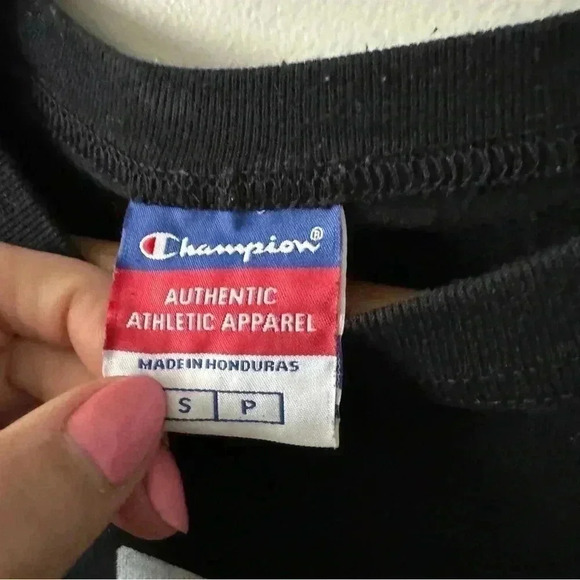 Champion®
AUTHENTIC
ATHLETIC APPAREL
MADE IN HONDURAS
S P